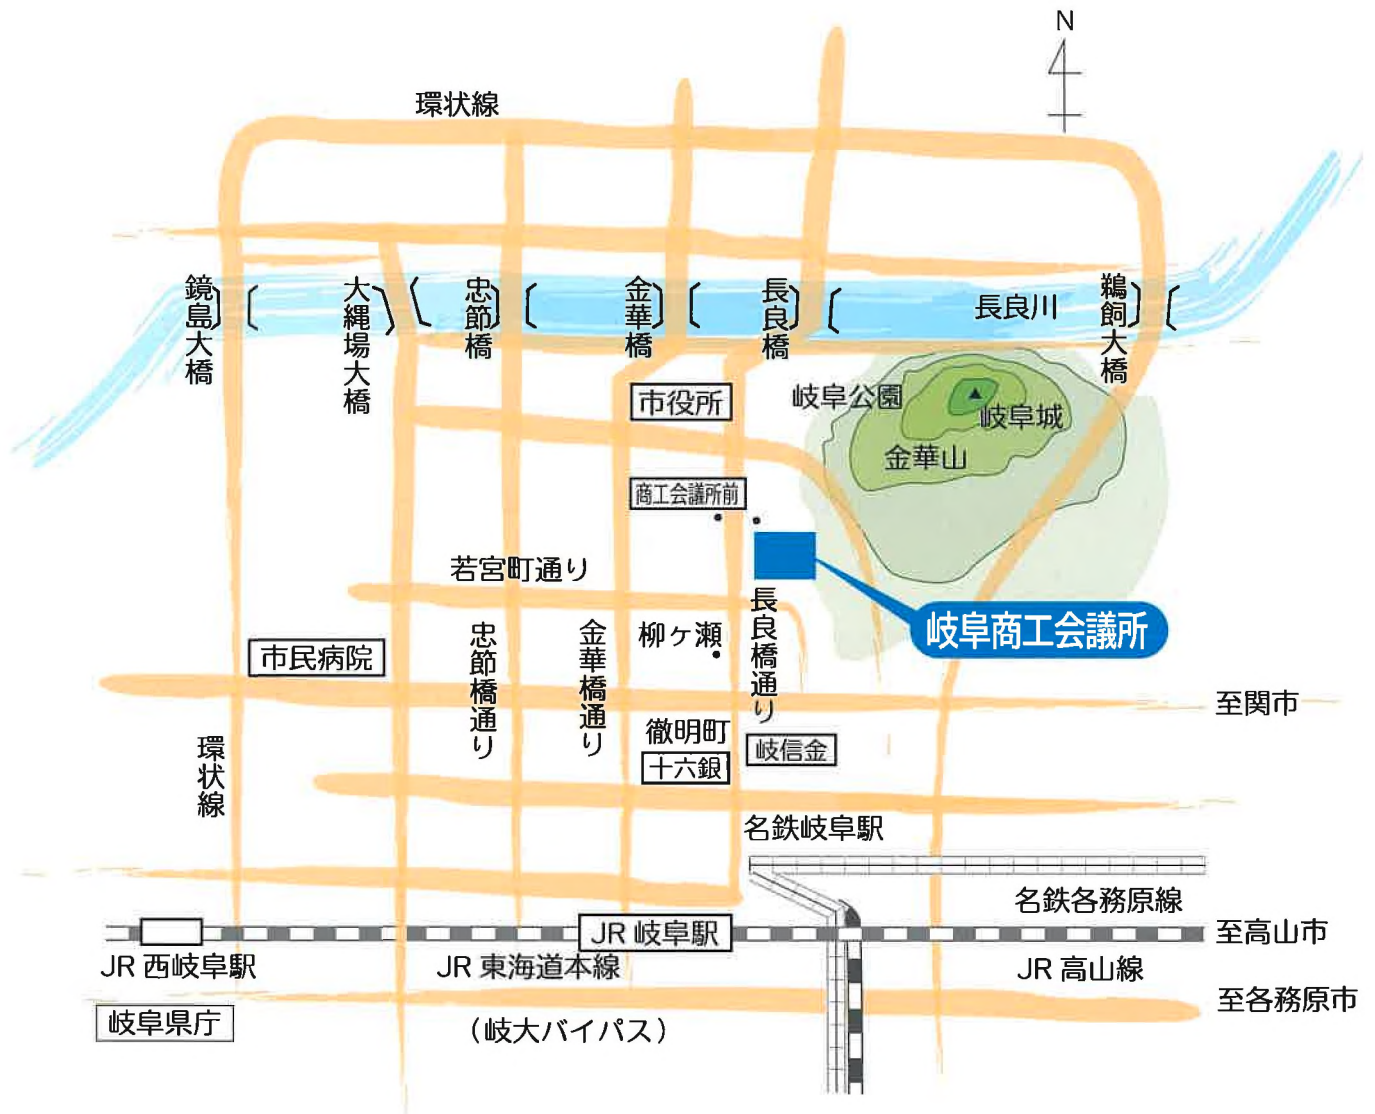 N
環状線
鏡島大橋
大縄場大橋
忠節橋
金華橋
長良橋
長良川
鵜飼大橋
市役所
岐阜公園
岐阜城
金華山
商工会議所前
若宮町通り
岐阜商工会議所
市民病院
忠節橋通り
金華橋通り
柳ヶ瀬
長良橋通り
至関市
環状線
徹明町
十六銀
岐信金
名鉄岐阜駅
名鉄各務原線
JR 岐阜駅
至高山市
JR 西岐阜駅
JR 東海道本線
JR 高山線
至各務原市
岐阜県庁
（岐大バイパス）